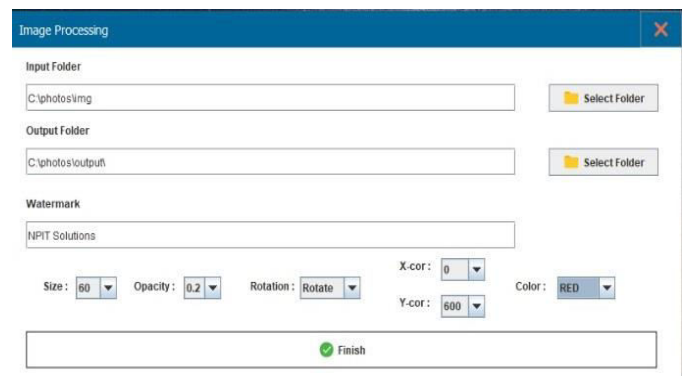 Image Processing
Input Folder
C:\photos\img
Select Folder
Output Folder
C:\photos\output\
Select Folder
Watermark
NPIT Solutions
Size : 60 Opacity : 0.2 Rotation : Rotate X-cor : 0 Color : RED
Y-cor : 600
Finish